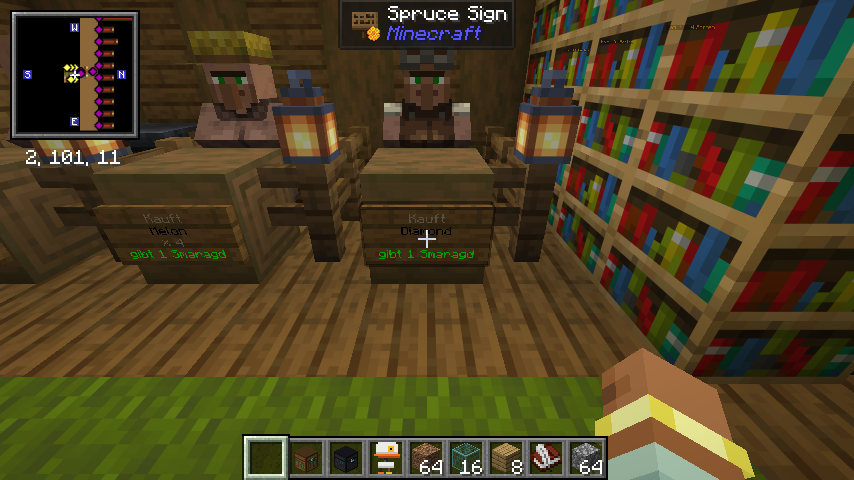 Spruce Sign
Minecraft
W
S
N
E
2, 101, 11
Kauft
Melon
x 4
gibt 1 Smaragd
Kauft
Diamond
gibt 1 Smaragd
64
16
8
64